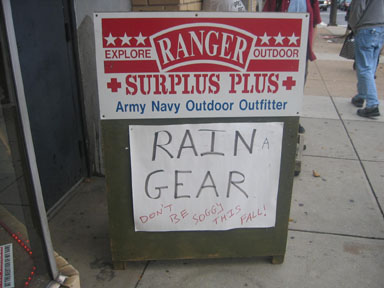 EXPLORE RANGER OUTDOOR
SURPLUS PLUS
Army Navy Outdoor Outfitter
RAIN A
GEAR
DON'T BE SOGGY THIS FALL!